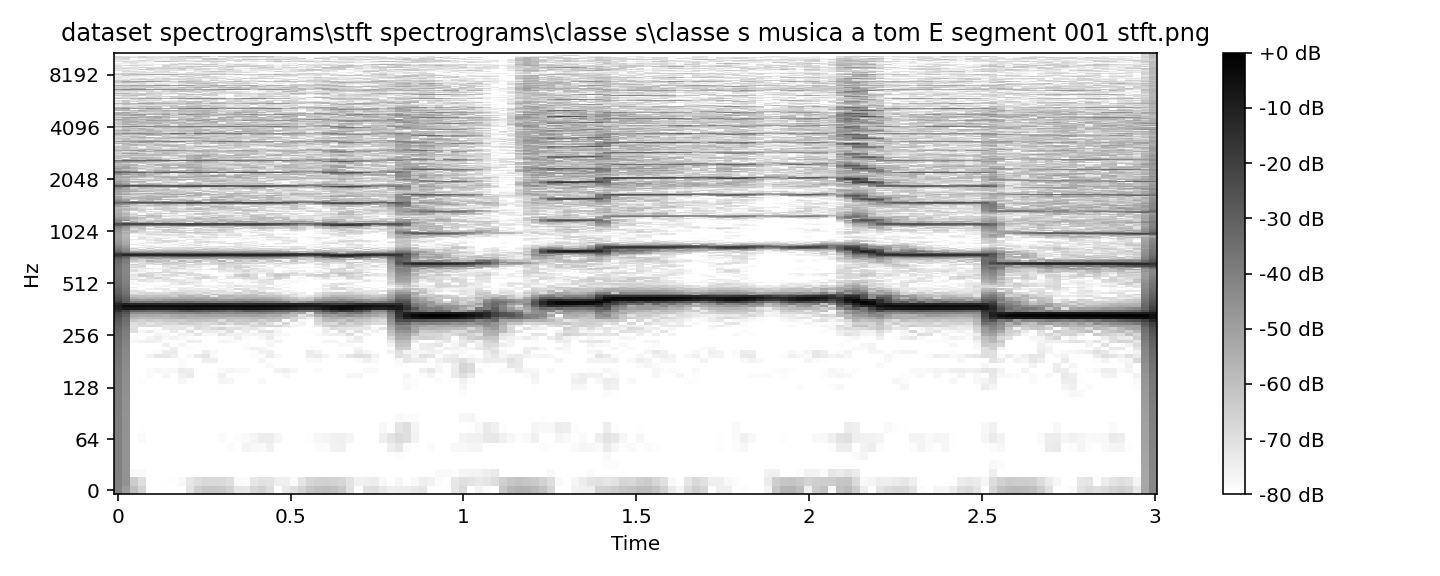 dataset spectrograms\stft spectrograms\classe s\classe s musica a tom E segment 001 stft.png
8192
4096
2048
1024
512
256
128
64
0
Hz
0
0.5
1
1.5
2
2.5
3
Time
+0 dB
-10 dB
-20 dB
-30 dB
-40 dB
-50 dB
-60 dB
-70 dB
-80 dB